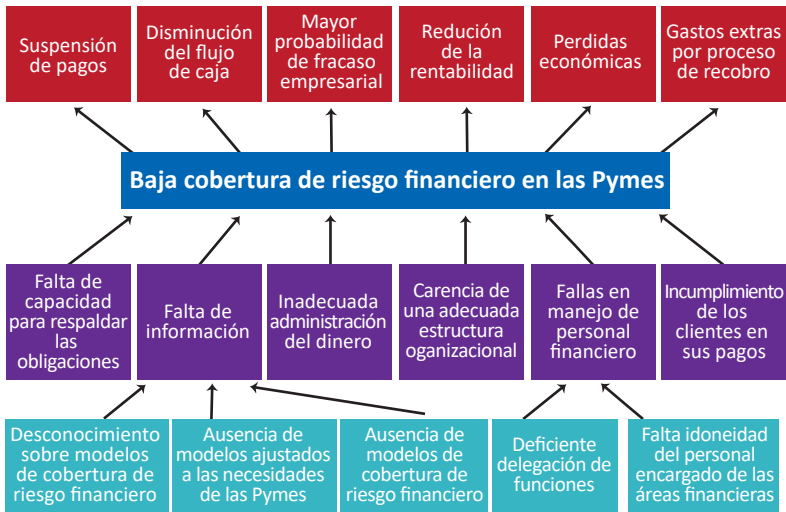 Suspensión
de pagos
Disminución
del flujo
de caja
Mayor
probabilidad
de fracaso
empresarial
Redución
de la
rentabilidad
Perdidas
económicas
Gastos extras
por proceso
de recobro
Baja cobertura de riesgo financiero en las Pymes
Falta de
capacidad
para respaldar
las
obligaciones
Falta de
información
Inadecuada
administración
del dinero
Carencia de
una adecuada
estructura
oganizacional
Fallas en
manejo de
personal
financiero
Incumplimiento
de los
clientes en
sus pagos
Desconocimiento
sobre modelos
de cobertura de
riesgo financiero
Ausencia de
modelos ajustados
a las necesidades
de las Pymes
Ausencia de
modelos de
cobertura de
riesgo financiero
Deficiente
delegación de
funciones
Falta idoneidad
del personal
encargado de las
áreas financieras